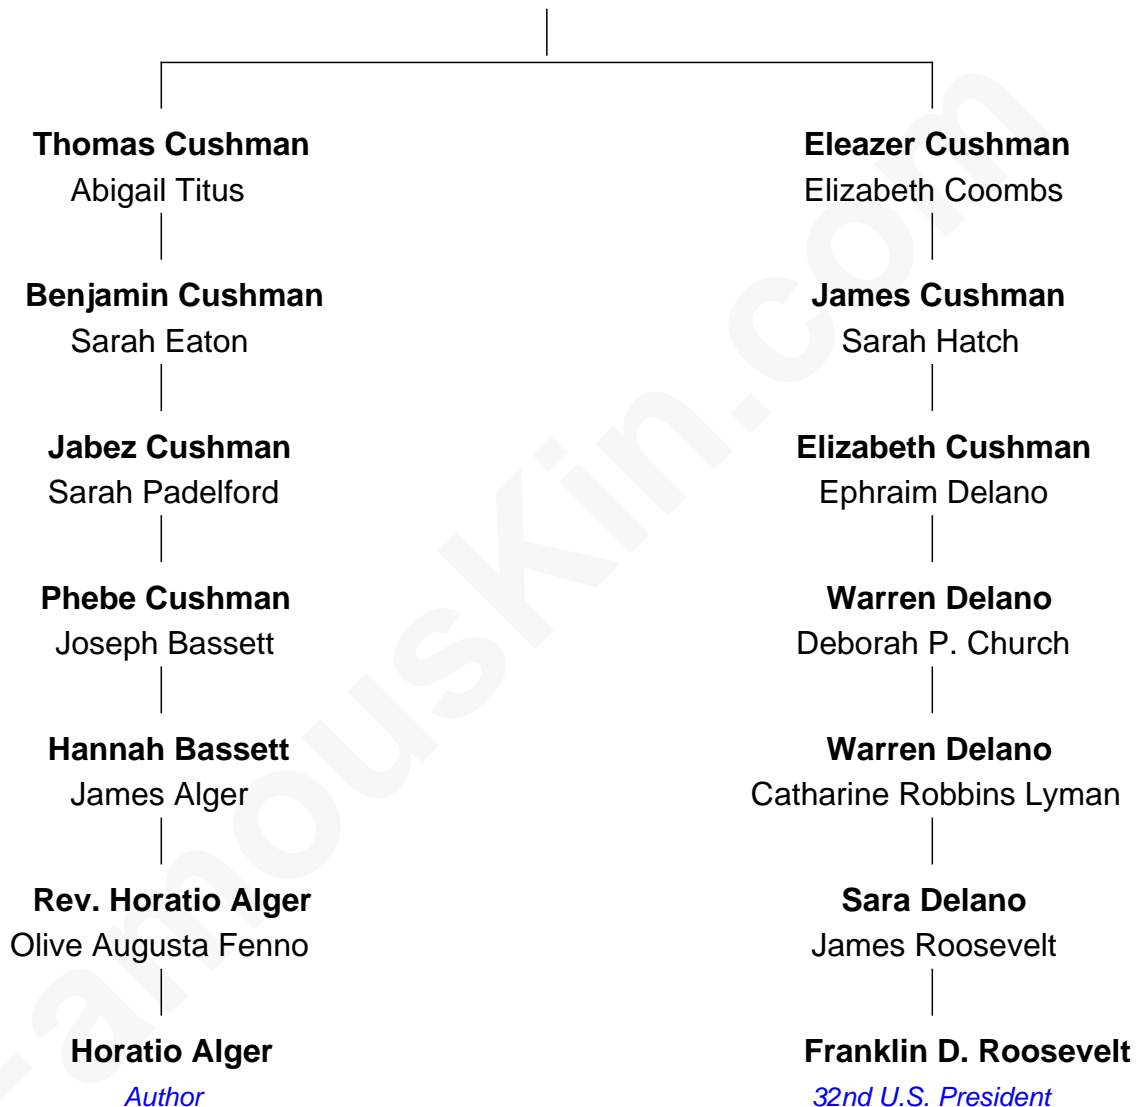 Thomas Cushman
Abigail Titus
Eleazer Cushman
Elizabeth Coombs
Benjamin Cushman
Sarah Eaton
James Cushman
Sarah Hatch
Jabez Cushman
Sarah Padelford
Elizabeth Cushman
Ephraim Delano
Phebe Cushman
Joseph Bassett
Warren Delano
Deborah P. Church
Hannah Bassett
James Alger
Warren Delano
Catharine Robbins Lyman
Rev. Horatio Alger
Olive Augusta Fenno
Sara Delano
James Roosevelt
Horatio Alger
Author
Franklin D. Roosevelt
32nd U.S. President
FamousKin.com